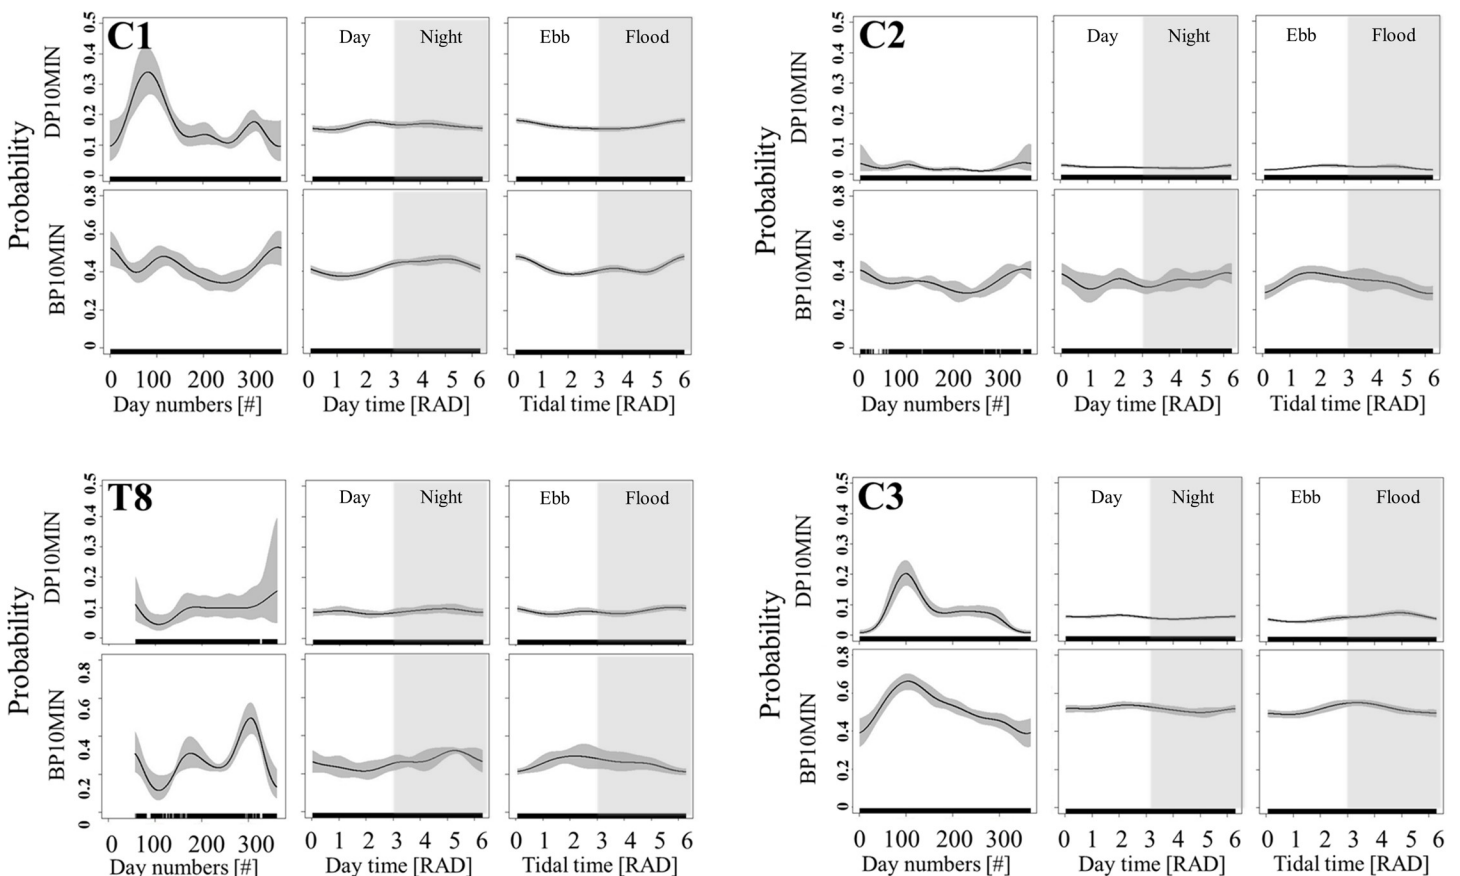 C1
Day
Night
Ebb
Flood
Probability
DP10MIN
0 0.1 0.2 0.3 0.4 0.5
BP10MIN
0 0.2 0.4 0.6 0.8
0 100 200 300
0 1 2 3 4 5 6
0 1 2 3 4 5 6
Day numbers [#]
Day time [RAD]
Tidal time [RAD]
C2
Day
Night
Ebb
Flood
Probability
DP10MIN
0 0.1 0.2 0.3 0.4 0.5
BP10MIN
0 0.2 0.4 0.6 0.8
0 100 200 300
0 1 2 3 4 5 6
0 1 2 3 4 5 6
Day numbers [#]
Day time [RAD]
Tidal time [RAD]
T8
Day
Night
Ebb
Flood
Probability
DP10MIN
0 0.1 0.2 0.3 0.4 0.5
BP10MIN
0 0.2 0.4 0.6 0.8
0 100 200 300
0 1 2 3 4 5 6
0 1 2 3 4 5 6
Day numbers [#]
Day time [RAD]
Tidal time [RAD]
C3
Day
Night
Ebb
Flood
Probability
DP10MIN
0 0.1 0.2 0.3 0.4 0.5
BP10MIN
0 0.2 0.4 0.6 0.8
0 100 200 300
0 1 2 3 4 5 6
0 1 2 3 4 5 6
Day numbers [#]
Day time [RAD]
Tidal time [RAD]